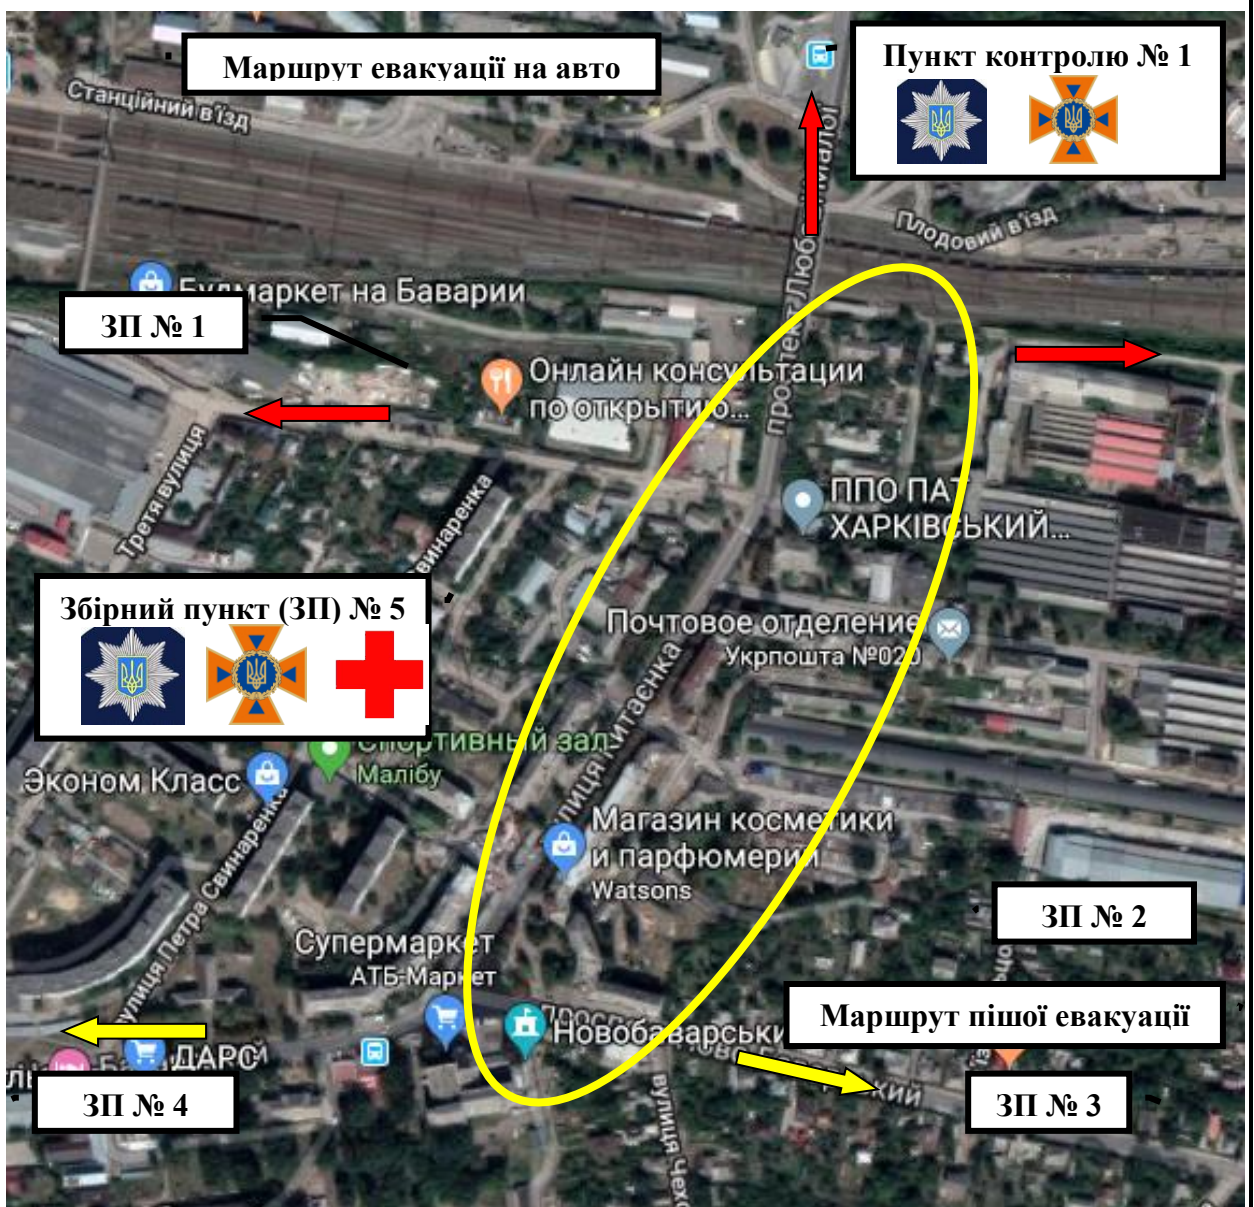 Маршрут евакуації на авто
Пункт контролю № 1
Станційний в'їзд
Плодовий в'їзд
Будмаркет на Баварии
ЗП № 1
Онлайн консультации
по открытию...
Третя вулиця
Свинаренка
ППО ПАТ
ХАРКІВСЬКИЙ...
Збірний пункт (ЗП) № 5
Почтовое отделение
Укрпошта №020
Спортивный зал
Малібу
Эконом Класс
вулиця Китаєнка
Магазин косметики
и парфюмерии
Watsons
вулиця Петра Свинаренка
Супермаркет
АТБ-Маркет
ЗП № 2
Маршрут пішої евакуації
Новобаварськи
ДАРС
ЗП № 4
ЗП № 3